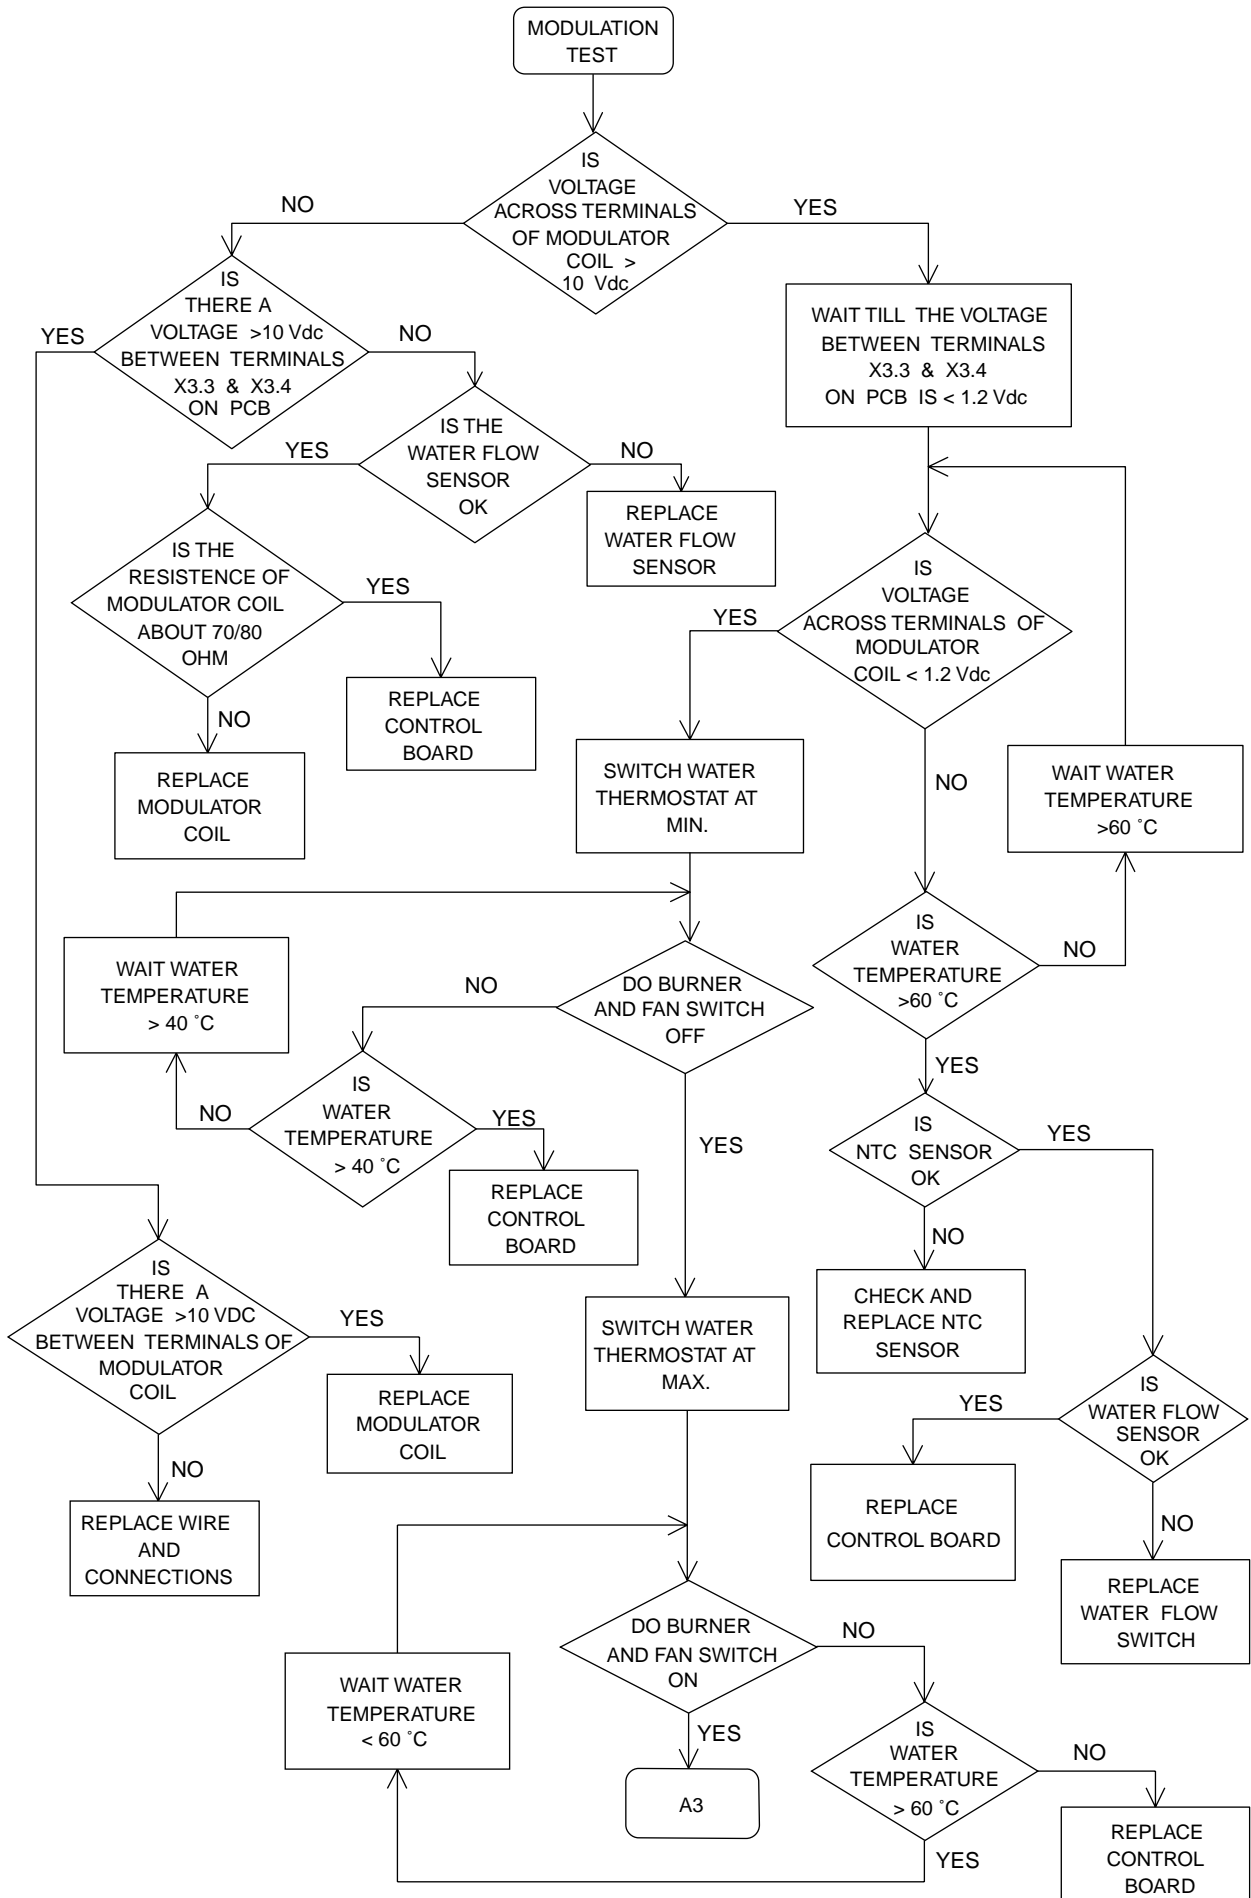 MODULATION
TEST
IS
VOLTAGE
ACROSS TERMINALS
OF MODULATOR
COIL >
10 Vdc
NO
YES
IS
THERE A
VOLTAGE >10 Vdc
BETWEEN TERMINALS
X3.3 & X3.4
ON PCB
YES
NO
WAIT TILL THE VOLTAGE
BETWEEN TERMINALS
X3.3 & X3.4
ON PCB IS < 1.2 Vdc
IS THE
WATER FLOW
SENSOR
OK
YES
NO
REPLACE
WATER FLOW
SENSOR
IS THE
RESISTENCE OF
MODULATOR COIL
ABOUT 70/80
OHM
YES
NO
REPLACE
CONTROL
BOARD
REPLACE
MODULATOR
COIL
IS
VOLTAGE
ACROSS TERMINALS OF
MODULATOR
COIL < 1.2 Vdc
YES
NO
SWITCH WATER
THERMOSTAT AT
MIN.
WAIT WATER
TEMPERATURE
>60 ˚C
IS
WATER
TEMPERATURE
>60 ˚C
NO
YES
WAIT WATER
TEMPERATURE
> 40 ˚C
DO BURNER
AND FAN SWITCH
OFF
NO
YES
IS
WATER
TEMPERATURE
> 40 ˚C
NO
YES
REPLACE
CONTROL
BOARD
IS
NTC SENSOR
OK
YES
NO
CHECK AND
REPLACE NTC
SENSOR
IS
THERE A
VOLTAGE >10 VDC
BETWEEN TERMINALS OF
MODULATOR
COIL
YES
NO
REPLACE
MODULATOR
COIL
REPLACE WIRE
AND
CONNECTIONS
SWITCH WATER
THERMOSTAT AT
MAX.
IS
WATER FLOW
SENSOR
OK
YES
NO
REPLACE
CONTROL BOARD
REPLACE
WATER FLOW
SWITCH
DO BURNER
AND FAN SWITCH
ON
NO
YES
WAIT WATER
TEMPERATURE
< 60 ˚C
A3
IS
WATER
TEMPERATURE
> 60 ˚C
NO
YES
REPLACE
CONTROL
BOARD